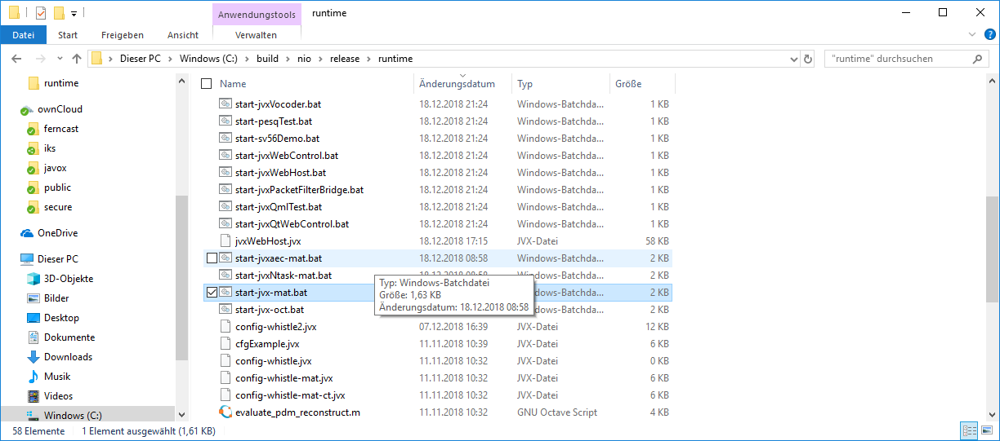 Anwendungstools runtime
Datei Start Freigeben Ansicht Verwalten
Dieser PC Windows (C:) build nio release runtime "runtime" durchsuchen
runtime
ownCloud
ferncast
iks
javox
public
secure
OneDrive
Dieser PC
3D-Objekte
Bilder
Desktop
Dokumente
Downloads
Musik
Videos
Windows (C:)
Name Änderungsdatum Typ Größe
start-jvxVocoder.bat 18.12.2018 21:24 Windows-Batchda... 1 KB
start-pesqTest.bat 18.12.2018 21:24 Windows-Batchda... 1 KB
start-sv56Demo.bat 18.12.2018 21:24 Windows-Batchda... 1 KB
start-jvxWebControl.bat 18.12.2018 21:24 Windows-Batchda... 1 KB
start-jvxWebHost.bat 18.12.2018 21:24 Windows-Batchda... 1 KB
start-jvxPacketFilterBridge.bat 18.12.2018 21:24 Windows-Batchda... 1 KB
start-jvxQmlTest.bat 18.12.2018 21:24 Windows-Batchda... 1 KB
start-jvxQtWebControl.bat 18.12.2018 21:24 Windows-Batchda... 1 KB
jvxWebHost.jvx 18.12.2018 17:15 JVX-Datei 58 KB
start-jvxaec-mat.bat 18.12.2018 08:58 Windows-Batchda... 2 KB
start-jvxNtask-mat.bat 18.12.2018 08:58 Windows-Batchda... 2 KB
start-jvx-mat.bat Windows-Batchda... 2 KB
start-jvx-oct.bat Windows-Batchda... 2 KB
Typ: Windows-Batchdatei
Größe: 1,63 KB
Änderungsdatum: 18.12.2018 08:58
config-whistle2.jvx 07.12.2018 16:39 JVX-Datei 12 KB
cfgExample.jvx 11.11.2018 10:39 JVX-Datei 6 KB
config-whistle.jvx 11.11.2018 10:32 JVX-Datei 0 KB
config-whistle-mat.jvx 11.11.2018 10:32 JVX-Datei 6 KB
config-whistle-mat-ct.jvx 11.11.2018 10:32 JVX-Datei 6 KB
evaluate_pdm_reconstruct.m 11.11.2018 10:32 GNU Octave Script 4 KB
58 Elemente 1 Element ausgewählt (1,61 KB)